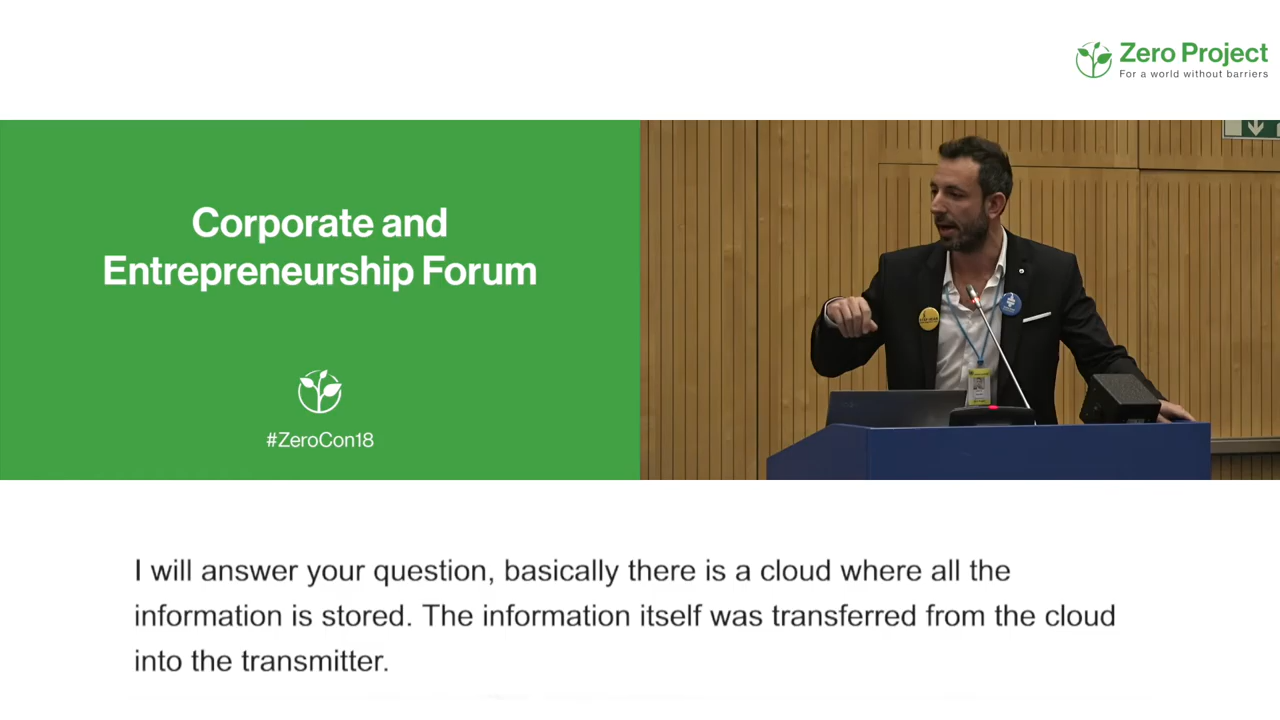 Zero Project
For a world without barriers
Corporate and
Entrepreneurship Forum
#ZeroCon18
I will answer your question, basically there is a cloud where all the
information is stored. The information itself was transferred from the cloud
into the transmitter.